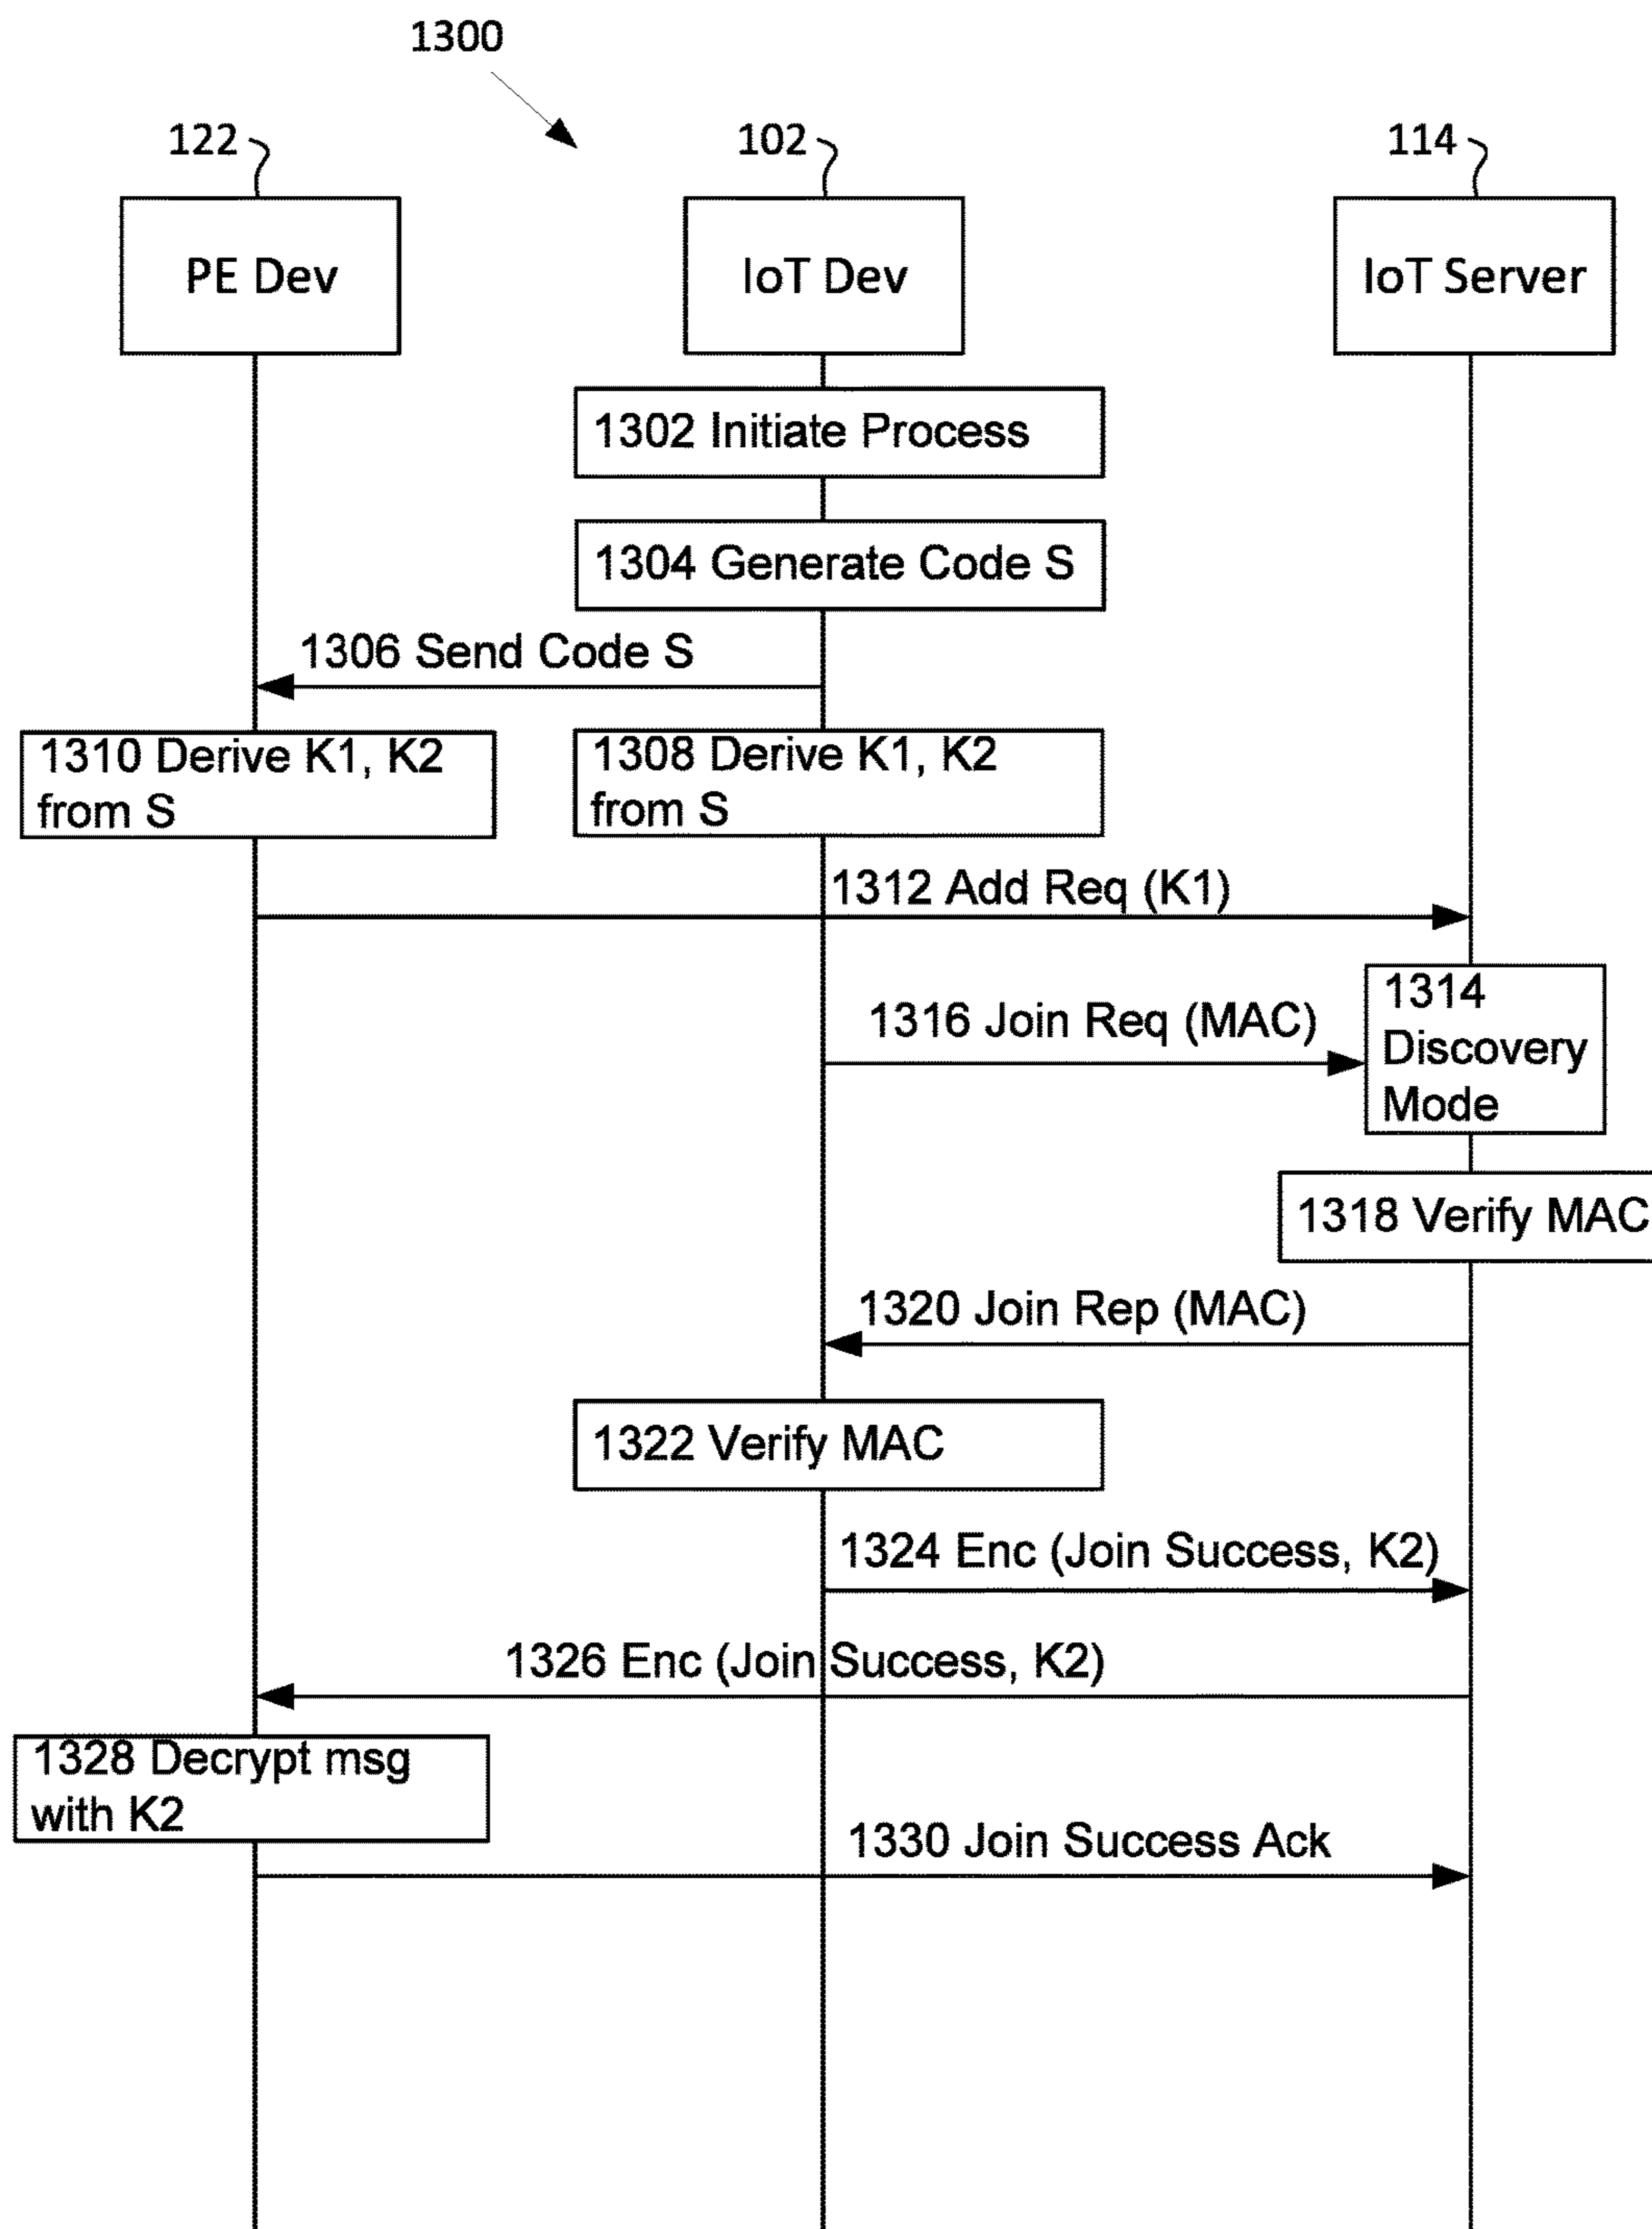 1300
122
102
114
PE Dev
IoT Dev
IoT Server
1302 Initiate Process
1304 Generate Code S
1306 Send Code S
1310 Derive K1, K2
from S
1308 Derive K1, K2
from S
1312 Add Req (K1)
1314
Discovery
Mode
1316 Join Req (MAC)
1318 Verify MAC
1320 Join Rep (MAC)
1322 Verify MAC
1324 Enc (Join Success, K2)
1326 Enc (Join Success, K2)
1328 Decrypt msg
with K2
1330 Join Success Ack